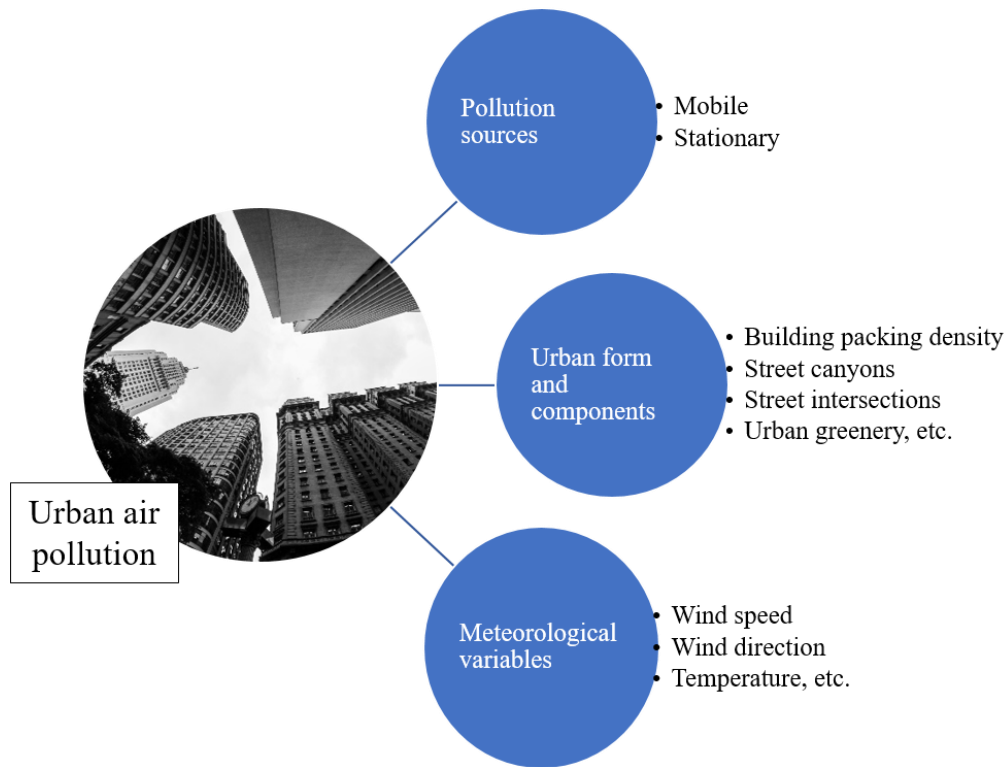 Pollution
sources
• Mobile
• Stationary
Urban form
and
components
• Building packing density
• Street canyons
• Street intersections
• Urban greenery, etc.
Urban air
pollution
Meteorological
variables
• Wind speed
• Wind direction
• Temperature, etc.